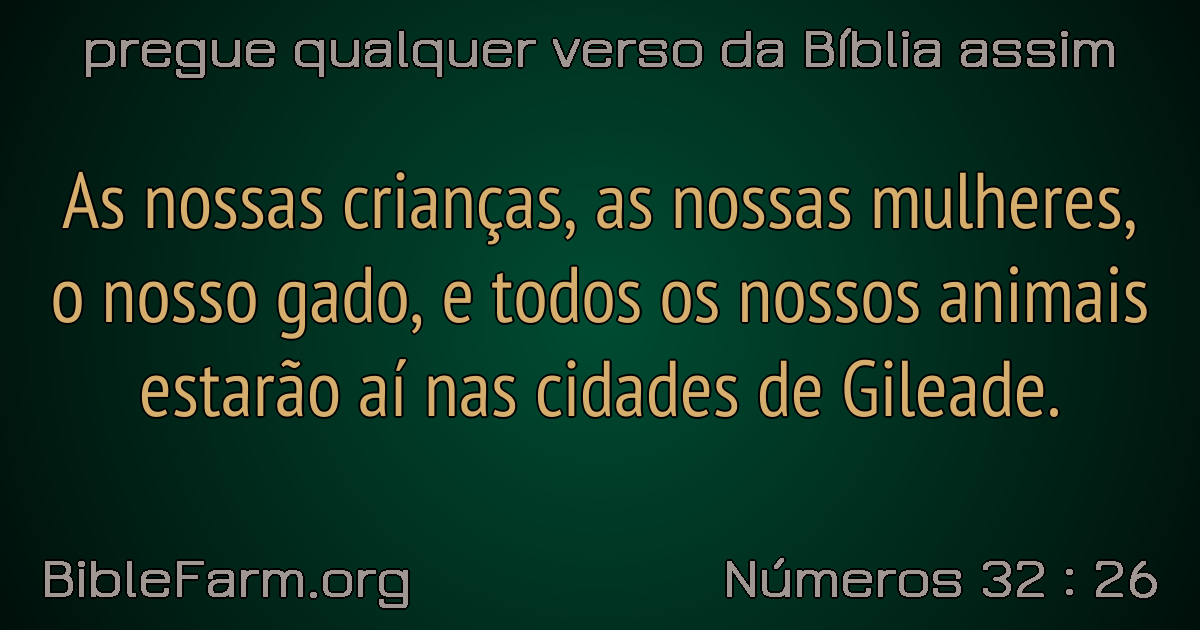 pregue qualquer verso da Bíblia assim
As nossas crianças, as nossas mulheres,
o nosso gado, e todos os nossos animais
estarão aí nas cidades de Gileade.
BibleFarm.org
Números 32 : 26